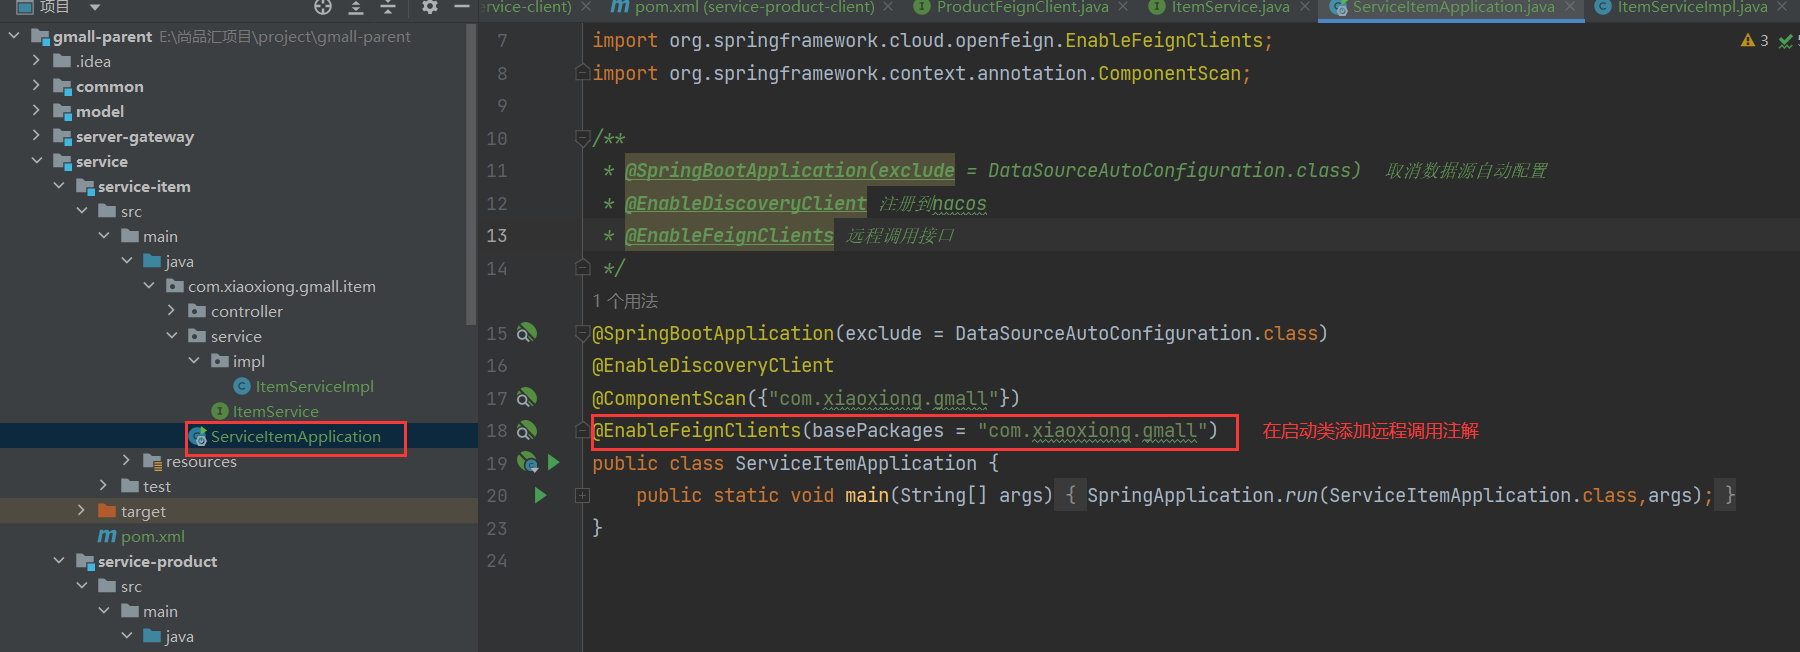 项目
ervice-client)
pom.xml (service-product-client)
ProductFeignClient.java
ItemService.java
ServiceItemApplication.java
ItemServiceImpl.java
gmall-parent E:\尚品汇项目\project\gmall-parent
.idea
common
model
server-gateway
service
service-item
src
main
java
com.xiaoxiong.gmall.item
controller
service
impl
ItemServiceImpl
ItemService
ServiceItemApplication
resources
test
target
pom.xml
service-product
src
main
java
7 import org.springframework.cloud.openfeign.EnableFeignClients;
3
8 import org.springframework.context.annotation.ComponentScan;
9
10 /**
11 * @SpringBootApplication(exclude = DataSourceAutoConfiguration.class) 取消数据源自动配置
12 * @EnableDiscoveryClient 注册到nacos
13 * @EnableFeignClients 远程调用接口
14 */
1 个用法
15 @SpringBootApplication(exclude = DataSourceAutoConfiguration.class)
16 @EnableDiscoveryClient
17 @ComponentScan({"com.xiaoxiong.gmall"})
18 @EnableFeignClients(basePackages = "com.xiaoxiong.gmall") 在启动类添加远程调用注解
19 public class ServiceItemApplication {
20 public static void main(String[] args) { SpringApplication.run(ServiceItemApplication.class,args); }
23 }
24